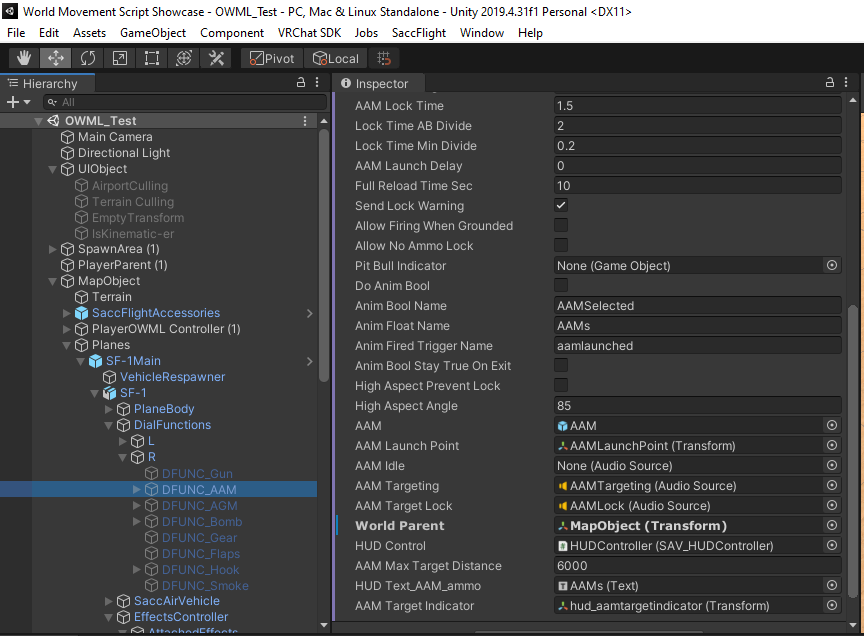 World Movement Script Showcase - OWML_Test - PC, Mac & Linux Standalone - Unity 2019.4.31f1 Personal <DX11>
File Edit Assets GameObject Component VRChat SDK Jobs SaccFlight Window Help
Pivot Local
Hierarchy
All
OWML_Test
Main Camera
Directional Light
UIObject
AirportCulling
Terrain Culling
EmptyTransform
IsKinematic-er
SpawnArea (1)
PlayerParent (1)
MapObject
Terrain
SaccFlightAccessories
PlayerOWML Controller (1)
Planes
SF-1Main
VehicleRespawner
SF-1
PlaneBody
DialFunctions
L
R
DFUNC_Gun
DFUNC_AAM
DFUNC_AGM
DFUNC_Bomb
DFUNC_Gear
DFUNC_Flaps
DFUNC_Hook
DFUNC_Smoke
SaccAirVehicle
EffectsController
AttachedEffects
Inspector
AAM Lock Time 1.5
Lock Time AB Divide 2
Lock Time Min Divide 0.2
AAM Launch Delay 0
Full Reload Time Sec 10
Send Lock Warning
Allow Firing When Grounded
Allow No Ammo Lock
Pit Bull Indicator None (Game Object)
Do Anim Bool
Anim Bool Name AAMSelected
Anim Float Name AAMs
Anim Fired Trigger Name aamlaunched
Anim Bool Stay True On Exit
High Aspect Prevent Lock
High Aspect Angle 85
AAM AAM
AAM Launch Point AAMLaunchPoint (Transform)
AAM Idle None (Audio Source)
AAM Targeting AAMTargeting (Audio Source)
AAM Target Lock AAMLock (Audio Source)
World Parent MapObject (Transform)
HUD Control HUDController (SAV_HUDController)
AAM Max Target Distance 6000
HUD Text_AAM_ammo AAMs (Text)
AAM Target Indicator hud_aamtargetindicator (Transform)